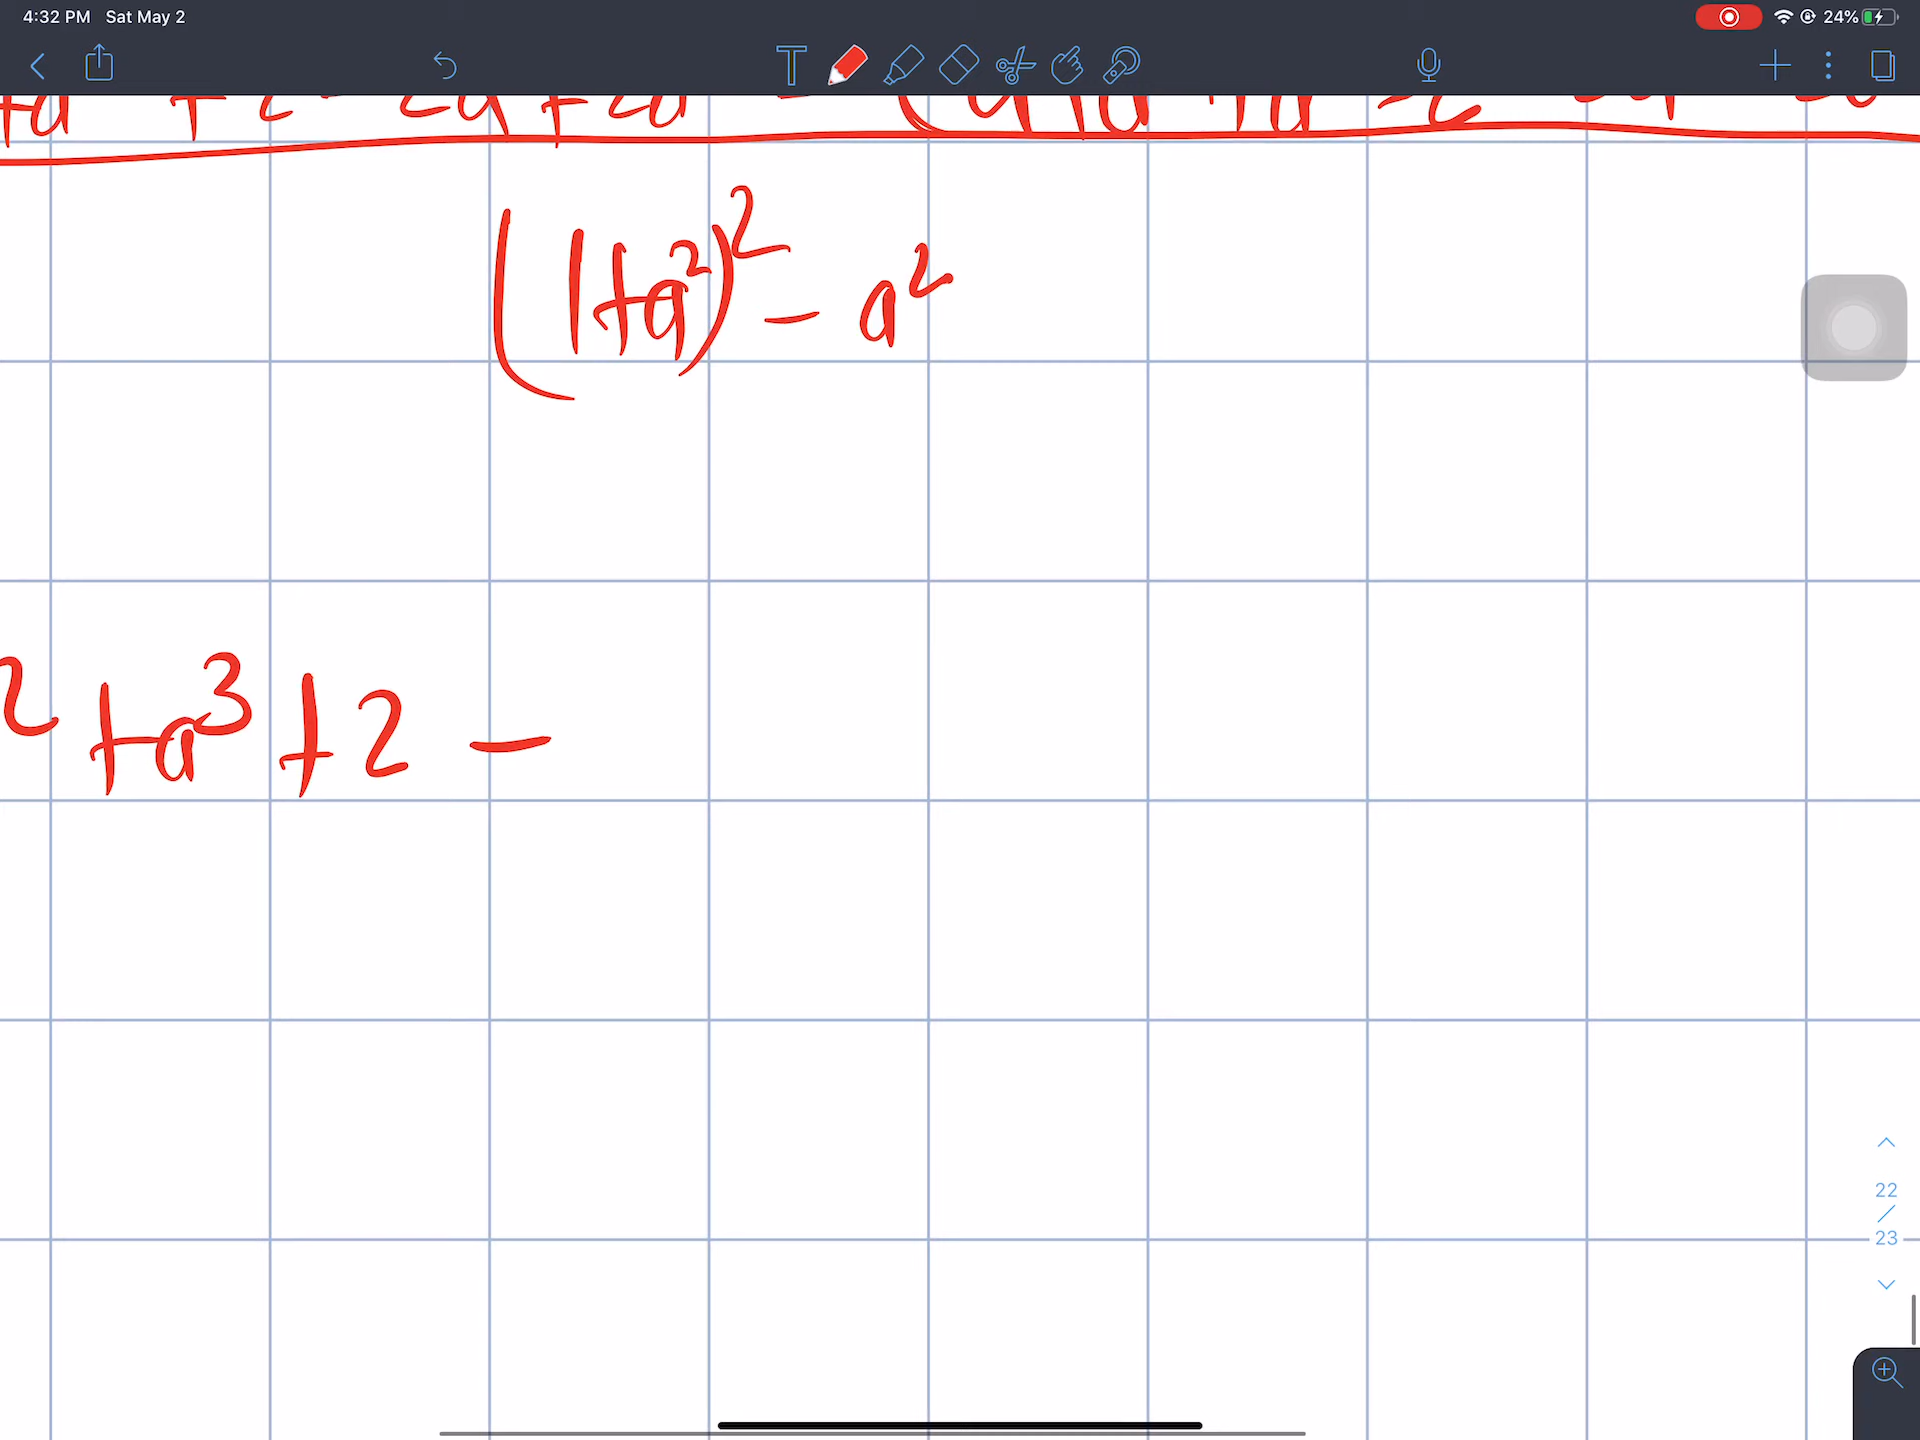 4:32 PM Sat May 2 24%
(1+a²)² - a²
² +a³ +2 -
22
/
23